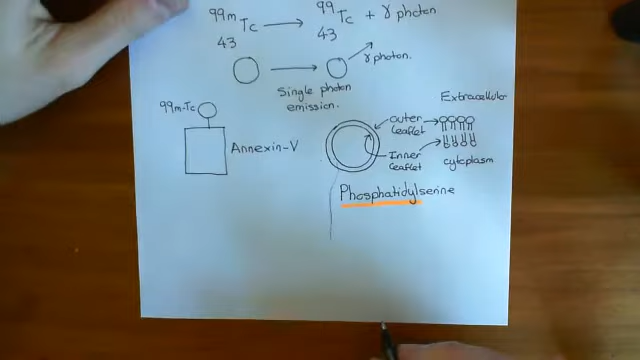 99m Tc → 99 Tc + γ photon
43 43
γ photon.
Single photon
emission.
99m-Tc
Annexin-V
Extracellular
outer
leaflet
Inner
leaflet
cytoplasm
Phosphatidylserine